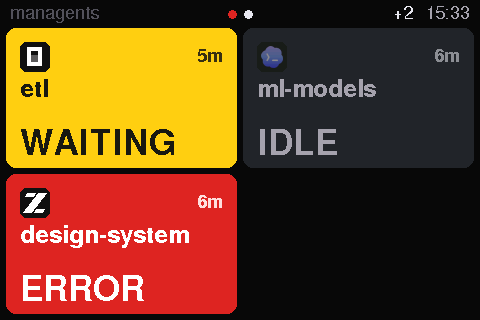 managents +2 15:33
5m
etl
WAITING
6m
ml-models
IDLE
6m
design-system
ERROR